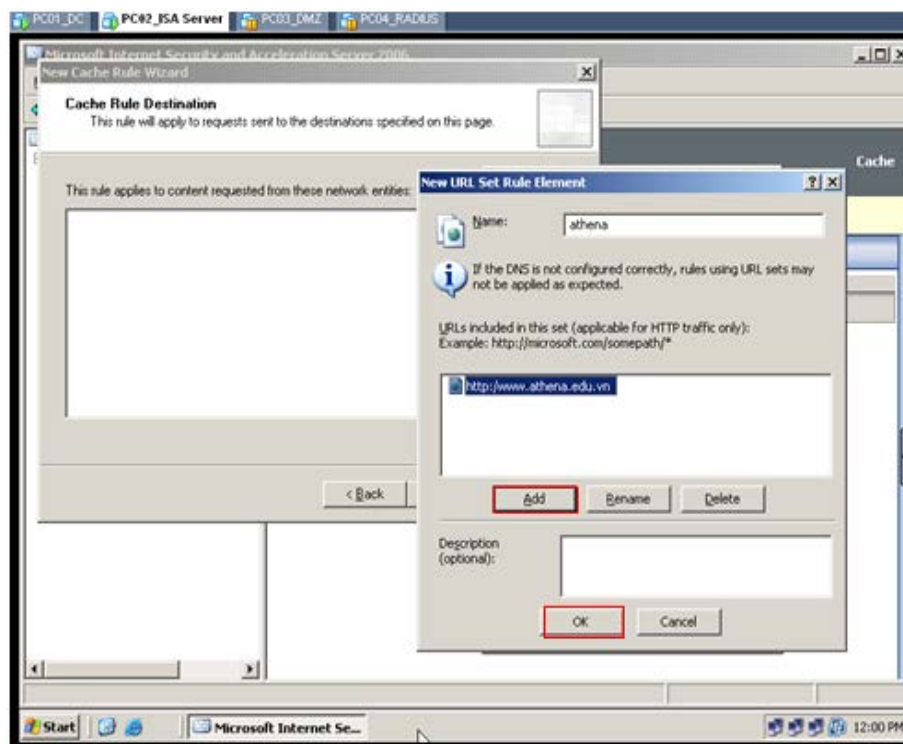 PC01_DC PC02_ISA Server PC03_DMZ PC04_RADIUS
Microsoft Internet Security and Acceleration Server 2006
New Cache Rule Wizard
Cache Rule Destination
This rule will apply to requests sent to the destinations specified on this page.
Cache
This rule applies to content requested from these network entities:
< Back
New URL Set Rule Element
Name:
athena
If the DNS is not configured correctly, rules using URL sets may
not be applied as expected.
URLs included in this set (applicable for HTTP traffic only):
Example: http://microsoft.com/somepath/*
http:/www.athena.edu.vn
Add Rename Delete
Description
(optional):
OK Cancel
Start Microsoft Internet Se... 12:00 PM